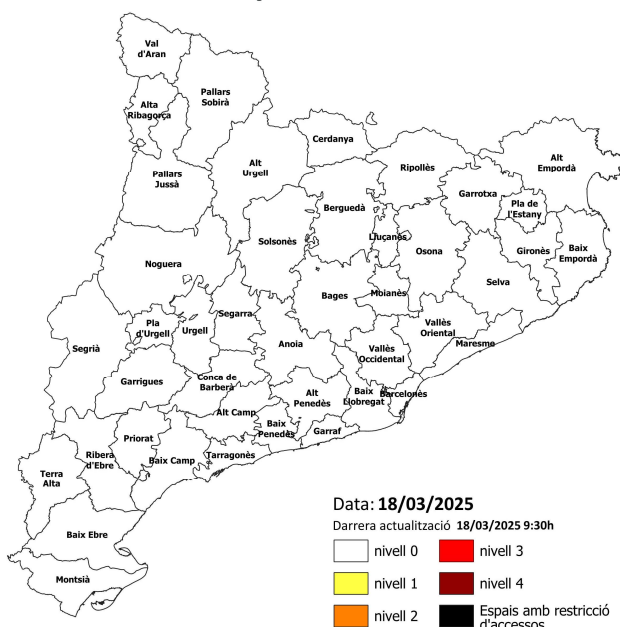 Val
d'Aran
Pallars
Sobirà
Alta
Ribagorça
Cerdanya
Alt
Urgell
Ripollès
Alt
Empordà
Pallars
Jussà
Garrotxa
Pla de
l'Estany
Berguedà
Lluçanès
Osona
Solsonès
Gironès
Baix
Empordà
Noguera
Selva
Bages
Moianès
Segarra
Pla
d'Urgell
Urgell
Vallès
Oriental
Segrià
Anoia
Maresme
Vallès
Occidental
Garrigues
Conca de
Barberà
Alt
Penedès
Baix
Llobregat
Barcelonès
Alt Camp
Baix
Penedès
Garraf
Priorat
Ribera
d'Ebre
Baix Camp
Tarragonès
Terra
Alta
Baix Ebre
Montsià
Data: 18/03/2025
Darrera actualització 18/03/2025 9:30h
nivell 0
nivell 3
nivell 1
nivell 4
nivell 2
Espais amb restricció
d'accessos